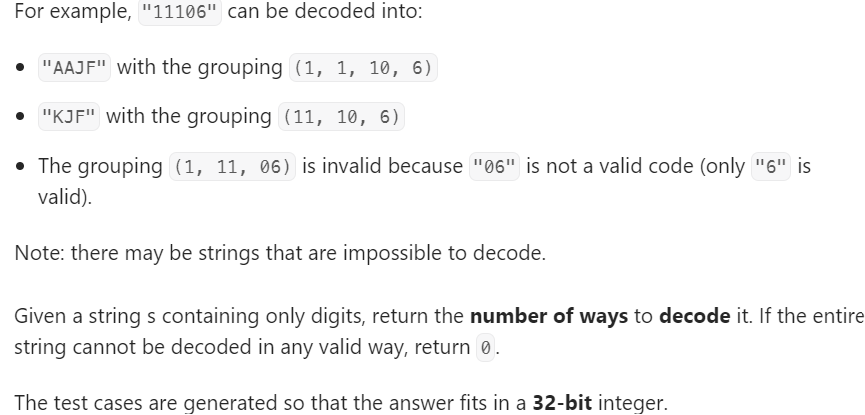 For example, "11106" can be decoded into:
• "AAJF" with the grouping (1, 1, 10, 6)
• "KJF" with the grouping (11, 10, 6)
• The grouping (1, 11, 06) is invalid because "06" is not a valid code (only "6" is
valid).
Note: there may be strings that are impossible to decode.
Given a string s containing only digits, return the number of ways to decode it. If the entire
string cannot be decoded in any valid way, return 0.
The test cases are generated so that the answer fits in a 32-bit integer.